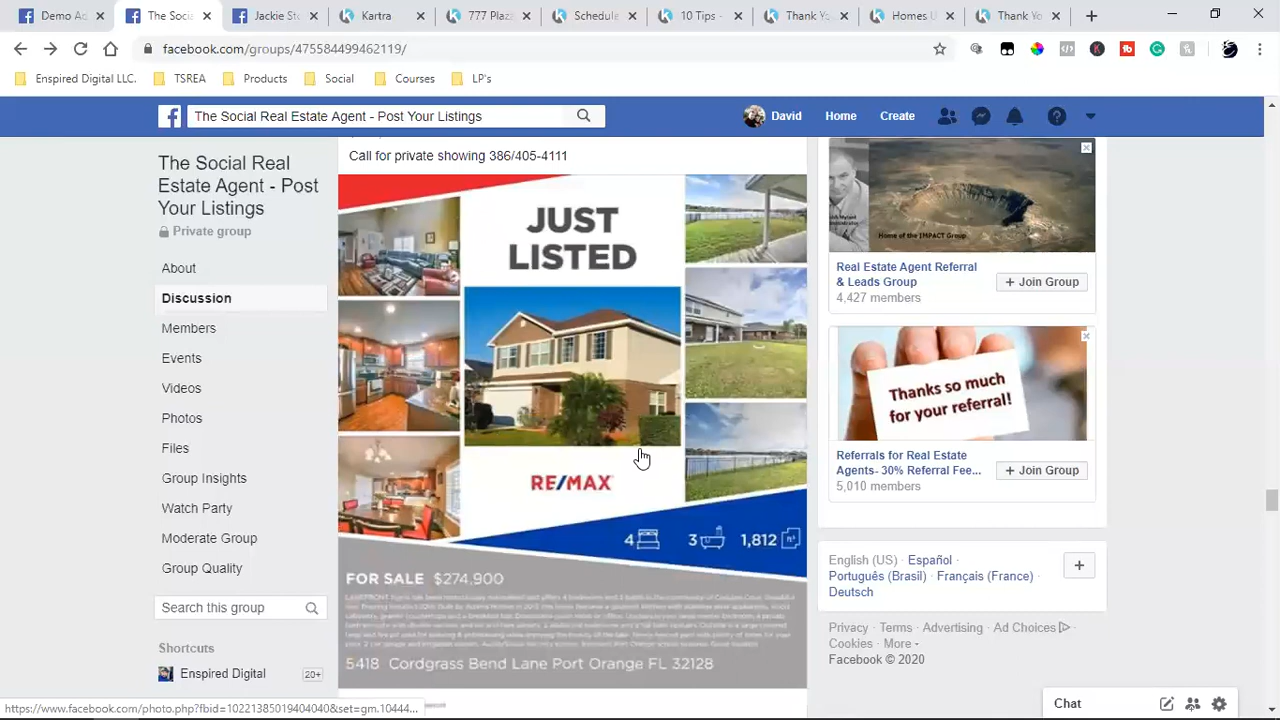 Demo Ad
The Socia
Jackie Sto
Kartra
777 Plaza
Schedule
10 Tips -
Thank Yo
Homes U
Thank Yo
facebook.com/groups/475584499462119/
Enspired Digital LLC.
TSREA
Products
Social
Courses
LP's
The Social Real Estate Agent - Post Your Listings
David
Home
Create
The Social Real
Estate Agent - Post
Your Listings
Private group
About
Discussion
Members
Events
Videos
Photos
Files
Group Insights
Watch Party
Moderate Group
Group Quality
Search this group
Shortcuts
Enspired Digital
20+
Call for private showing 386/405-4111
JUST
LISTED
RE/MAX
4
3
1,812
ft²
FOR SALE $274,900
5418 Cordgrass Bend Lane Port Orange FL 32128
Home of the IMPACT Group
Real Estate Agent Referral
& Leads Group
4,427 members
+ Join Group
Thanks so much
for your referral!
Referrals for Real Estate
Agents- 30% Referral Fee...
5,010 members
+ Join Group
English (US) · Español ·
Português (Brasil) · Français (France) ·
Deutsch
+
Privacy · Terms · Advertising · Ad Choices ·
Cookies · More
Facebook © 2020
Chat
https://www.facebook.com/photo.php?fbid=10221385019404040&set=gm.10444...